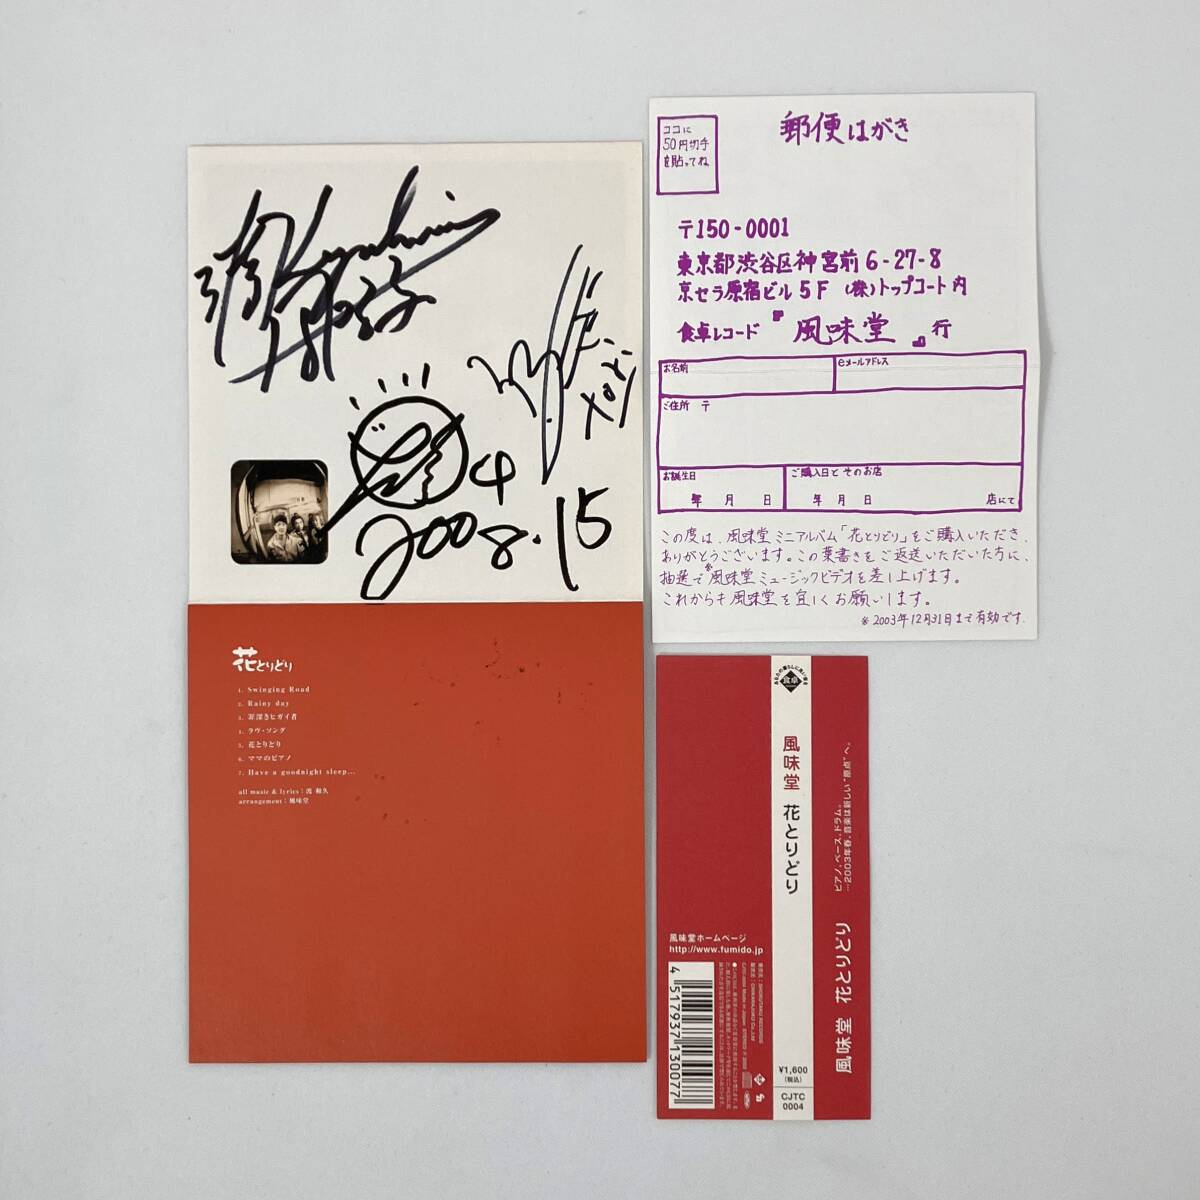 2008.4.15
花とりどり
1. Swinging Road
2. Rainy day
3. 罪深きヒガイ者
4. ラヴ・ソング
5. 花とりどり
6. ママのピアノ
7. Have a goodnight sleep...
all music & lyrics : 渡 和久
arrangement : 風味堂
ココに
50円切手
を貼ってね
郵便はがき
〒150-0001
東京都渋谷区神宮前6-27-8
京セラ原宿ビル5F (株)トップコート内
食卓レコード『風味堂』行
お名前
eメールアドレス
ご住所 〒
お誕生日
年 月 日
ご購入日とそのお店
年 月 日 店にて
この度は、風味堂ミニアルバム「花とりどり」をご購入いただき、
ありがとうございます。この葉書きをご返送いただいた方に、
抽選で風味堂ミュージックビデオを差し上げます。
これからも風味堂を宜しくお願いします。
※2003年12月31日まで有効です.
食卓
風味堂 花とりどり
ピアノ、ベース、ドラム。
…2003年春、音楽は新しい“原点”へ。
風味堂 花とりどり
風味堂ホームページ
http://www.fumido.jp
4517937130077
¥1,600
(税込)
CJTC
0004